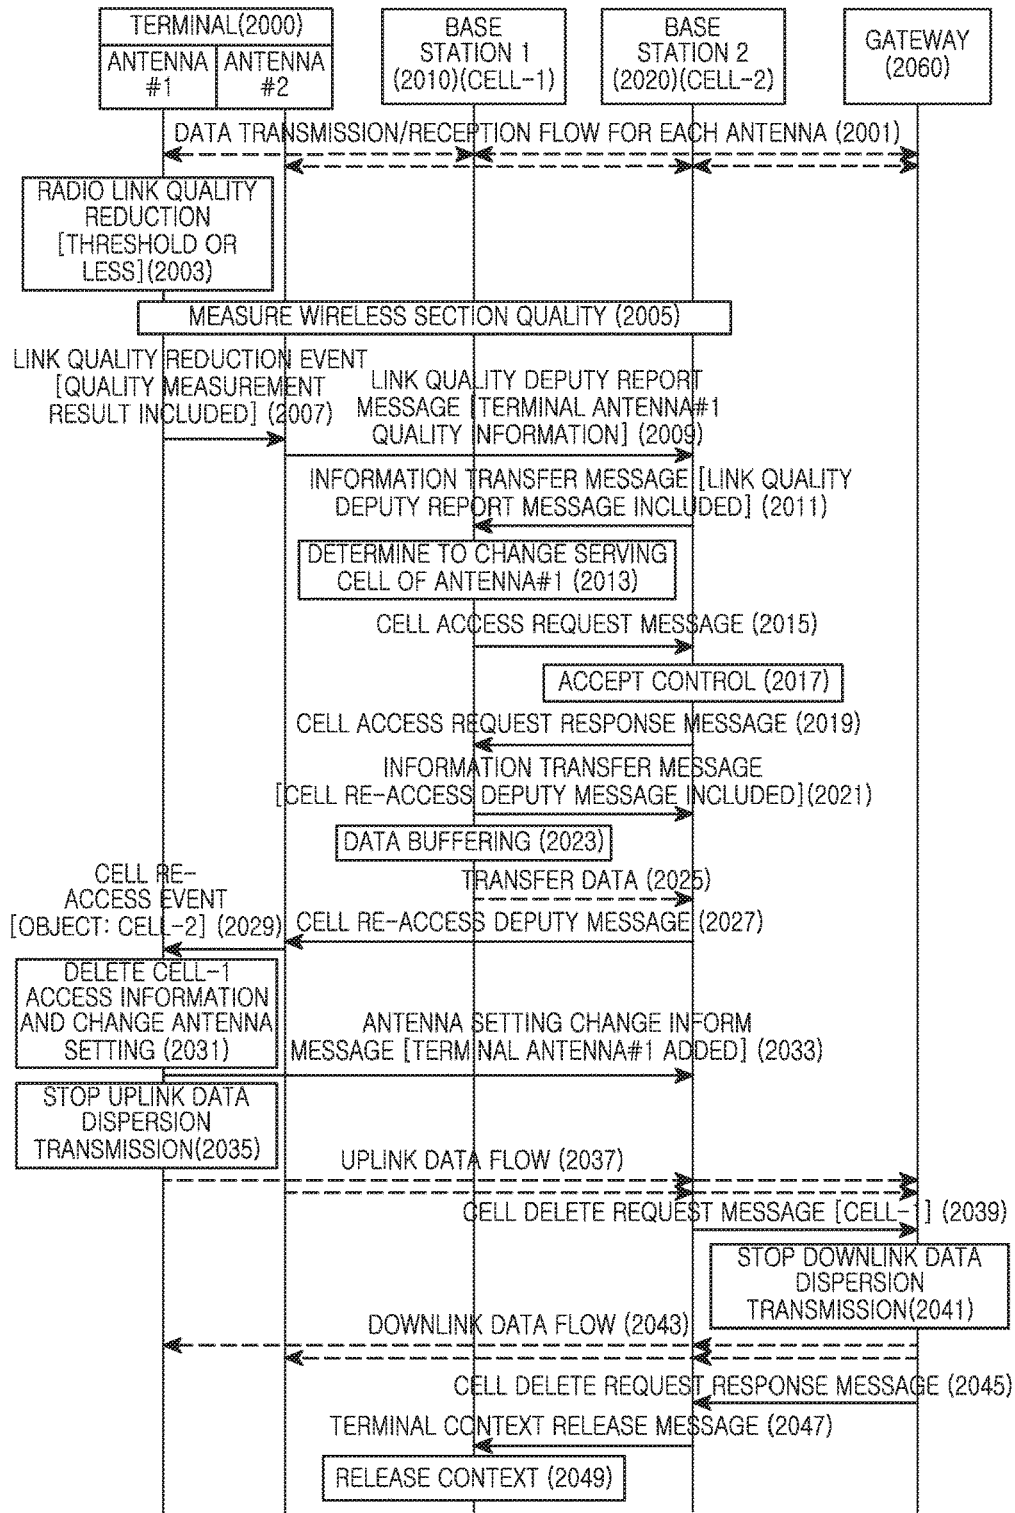 TERMINAL(2000)
ANTENNA
#1
ANTENNA
#2
BASE
STATION 1
(2010)(CELL-1)
BASE
STATION 2
(2020)(CELL-2)
GATEWAY
(2060)
DATA TRANSMISSION/RECEPTION FLOW FOR EACH ANTENNA (2001)
RADIO LINK QUALITY
REDUCTION
[THRESHOLD OR
LESS](2003)
MEASURE WIRELESS SECTION QUALITY (2005)
LINK QUALITY REDUCTION EVENT
[QUALITY MEASUREMENT
RESULT INCLUDED] (2007)
LINK QUALITY DEPUTY REPORT
MESSAGE [TERMINAL ANTENNA#1
QUALITY INFORMATION] (2009)
INFORMATION TRANSFER MESSAGE [LINK QUALITY
DEPUTY REPORT MESSAGE INCLUDED] (2011)
DETERMINE TO CHANGE SERVING
CELL OF ANTENNA#1 (2013)
CELL ACCESS REQUEST MESSAGE (2015)
ACCEPT CONTROL (2017)
CELL ACCESS REQUEST RESPONSE MESSAGE (2019)
INFORMATION TRANSFER MESSAGE
[CELL RE-ACCESS DEPUTY MESSAGE INCLUDED](2021)
DATA BUFFERING (2023)
TRANSFER DATA (2025)
CELL RE-ACCESS DEPUTY MESSAGE (2027)
CELL RE-
ACCESS EVENT
[OBJECT: CELL-2] (2029)
DELETE CELL-1
ACCESS INFORMATION
AND CHANGE ANTENNA
SETTING (2031)
ANTENNA SETTING CHANGE INFORM
MESSAGE [TERMINAL ANTENNA#1 ADDED] (2033)
STOP UPLINK DATA
DISPERSION
TRANSMISSION(2035)
UPLINK DATA FLOW (2037)
CELL DELETE REQUEST MESSAGE [CELL-1] (2039)
STOP DOWNLINK DATA
DISPERSION
TRANSMISSION(2041)
DOWNLINK DATA FLOW (2043)
CELL DELETE REQUEST RESPONSE MESSAGE (2045)
TERMINAL CONTEXT RELEASE MESSAGE (2047)
RELEASE CONTEXT (2049)